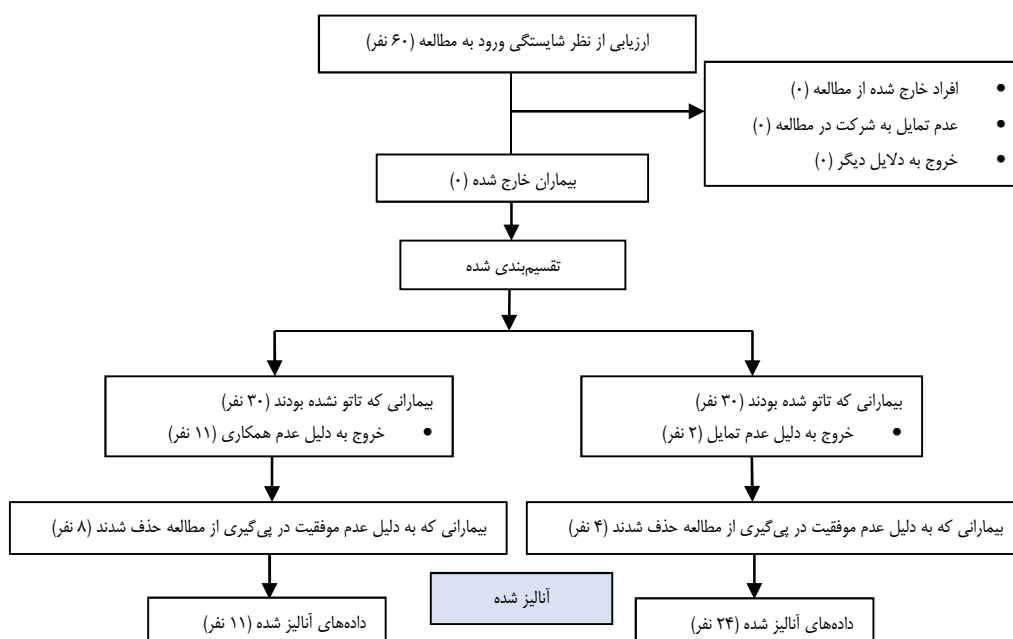 ارزیابی از نظر شایستگی ورود به مطالعه (۶۰ نفر)
• افراد خارج شده از مطالعه (۰)
• عدم تمایل به شرکت در مطالعه (۰)
• خروج به دلایل دیگر (۰)
بیماران خارج شده (۰)
تقسیم‌بندی شده
بیمارانی که تاتو شده بودند (۳۰ نفر)
• خروج به دلیل عدم تمایل (۲ نفر)
بیمارانی که تاتو نشده بودند (۳۰ نفر)
• خروج به دلیل عدم همکاری (۱۱ نفر)
بیمارانی که به دلیل عدم موفقیت در پی‌گیری از مطالعه حذف شدند (۴ نفر)
بیمارانی که به دلیل عدم موفقیت در پی‌گیری از مطالعه حذف شدند (۸ نفر)
آنالیز شده
داده‌های آنالیز شده (۲۴ نفر)
داده‌های آنالیز شده (۱۱ نفر)